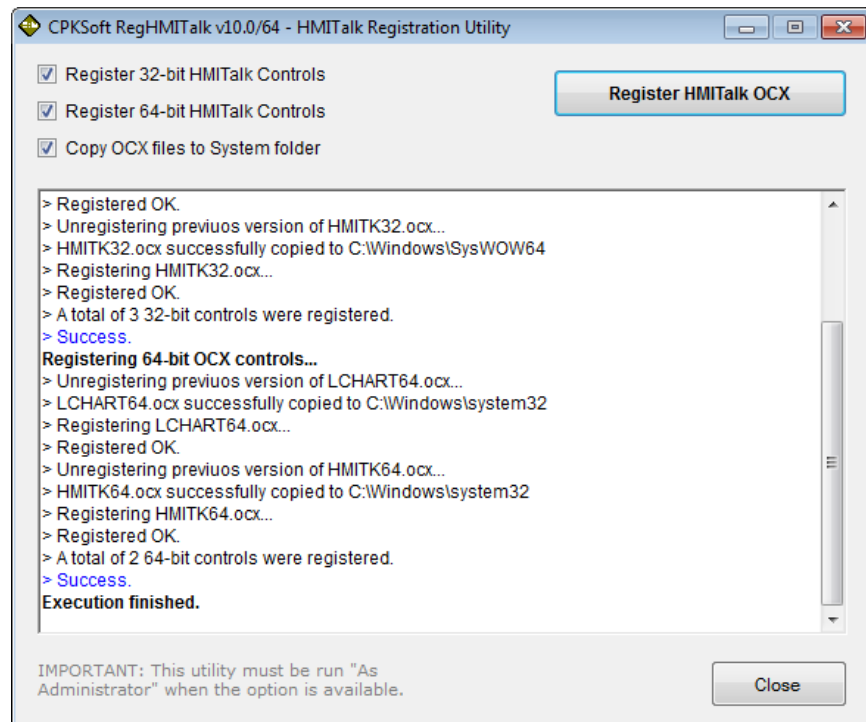 CPKSoft RegHMITalk v10.0/64 - HMITalk Registration Utility
Register 32-bit HMITalk Controls
Register 64-bit HMITalk Controls
Copy OCX files to System folder
Register HMITalk OCX
> Registered OK.
> Unregistering previuos version of HMITK32.ocx...
> HMITK32.ocx successfully copied to C:\Windows\SysWOW64
> Registering HMITK32.ocx...
> Registered OK.
> A total of 3 32-bit controls were registered.
> Success.
Registering 64-bit OCX controls...
> Unregistering previuos version of LCHART64.ocx...
> LCHART64.ocx successfully copied to C:\Windows\system32
> Registering LCHART64.ocx...
> Registered OK.
> Unregistering previuos version of HMITK64.ocx...
> HMITK64.ocx successfully copied to C:\Windows\system32
> Registering HMITK64.ocx...
> Registered OK.
> A total of 2 64-bit controls were registered.
> Success.
Execution finished.
IMPORTANT: This utility must be run "As
Administrator" when the option is available.
Close